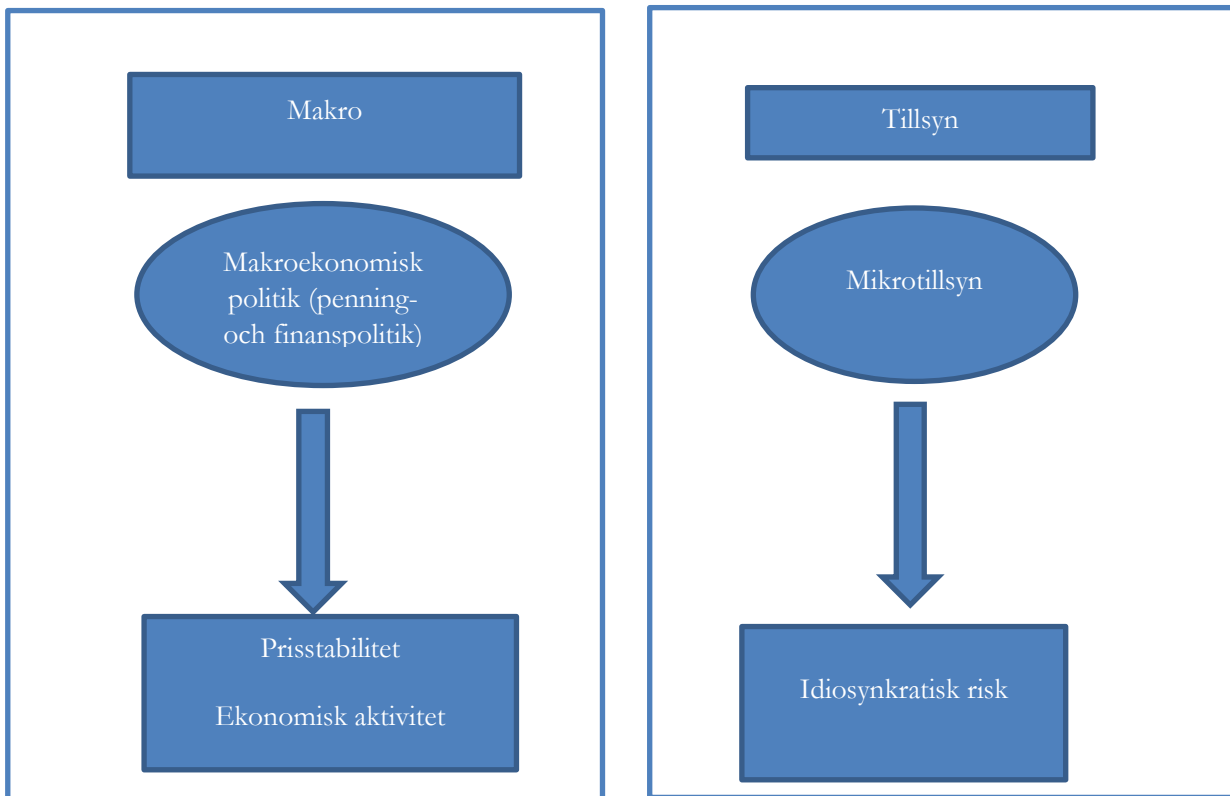 Makro
Makroekonomisk
politik (penning-
och finanspolitik)
Prisstabilitet
Ekonomisk aktivitet
Tillsyn
Mikrotillsyn
Idiosynkratisk risk